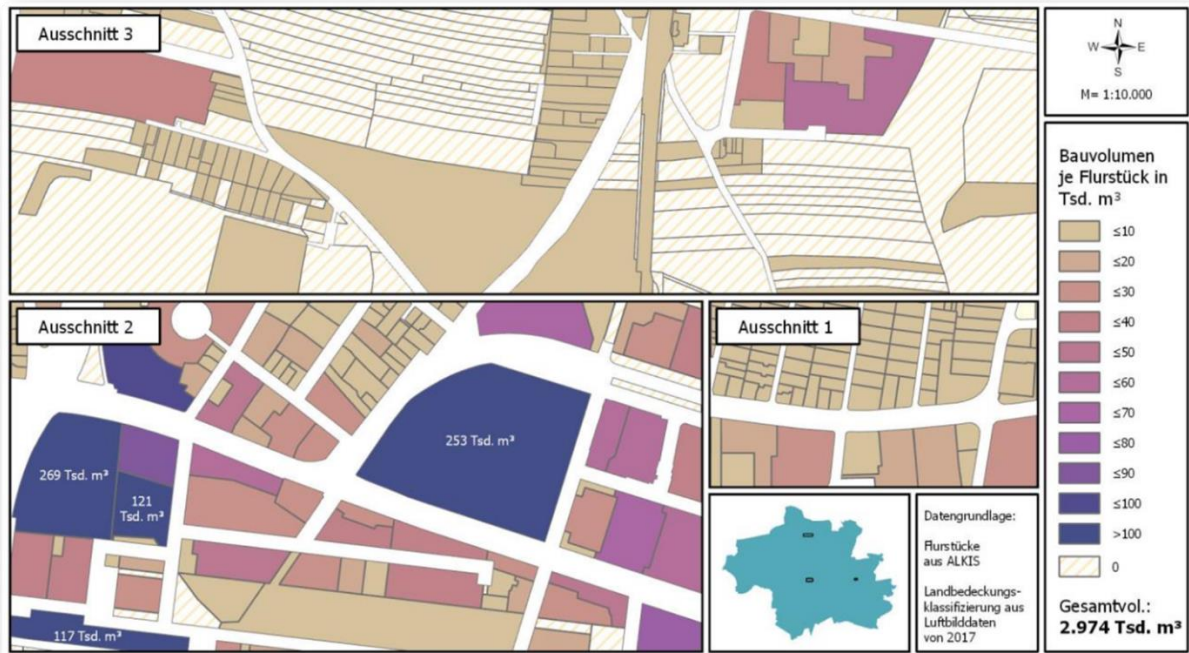 Ausschnitt 3
N
W E
S
M= 1:10.000
Bauvolumen
je Flurstück in
Tsd. m³
≤10
≤20
≤30
≤40
≤50
≤60
≤70
≤80
≤90
≤100
>100
0
Gesamtvol.:
2.974 Tsd. m³
Ausschnitt 2
253 Tsd. m³
269 Tsd. m³
121
Tsd. m³
117 Tsd. m³
Ausschnitt 1
Datengrundlage:
Flurstücke
aus ALKIS
Landbedeckungs-
klassifizierung aus
Luftbilddaten
von 2017